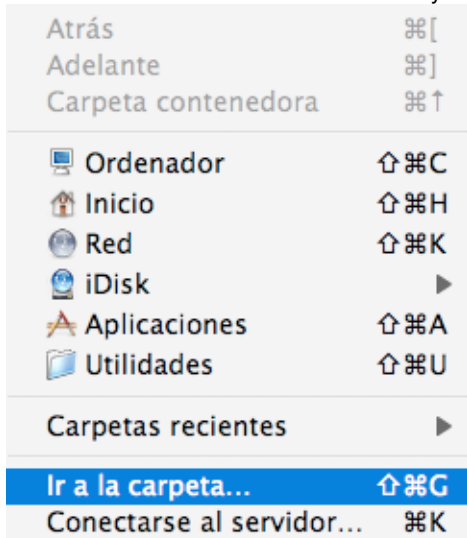 Atrás ⌘[
Adelante ⌘]
Carpeta contenedora ⌘↑
Ordenador ⇧⌘C
Inicio ⇧⌘H
Red ⇧⌘K
iDisk ▶
Aplicaciones ⇧⌘A
Utilidades ⇧⌘U
Carpetas recientes ▶
Ir a la carpeta... ⇧⌘G
Conectarse al servidor... ⌘K